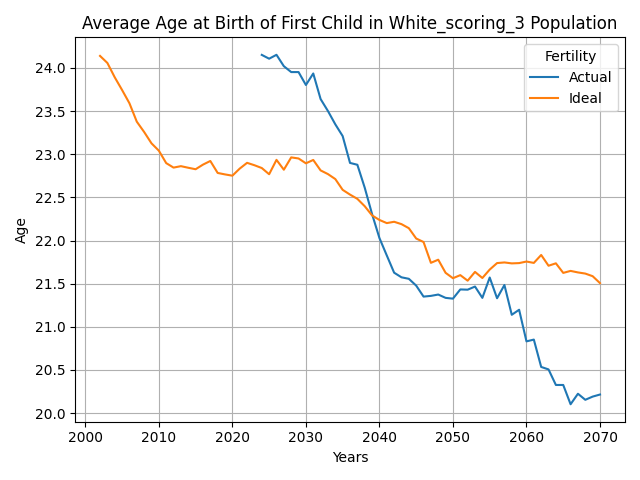 Average Age at Birth of First Child in White_scoring_3 Population
Fertility
Actual
Ideal
Age
24.0
23.5
23.0
22.5
22.0
21.5
21.0
20.5
20.0
2000 2010 2020 2030 2040 2050 2060 2070
Years